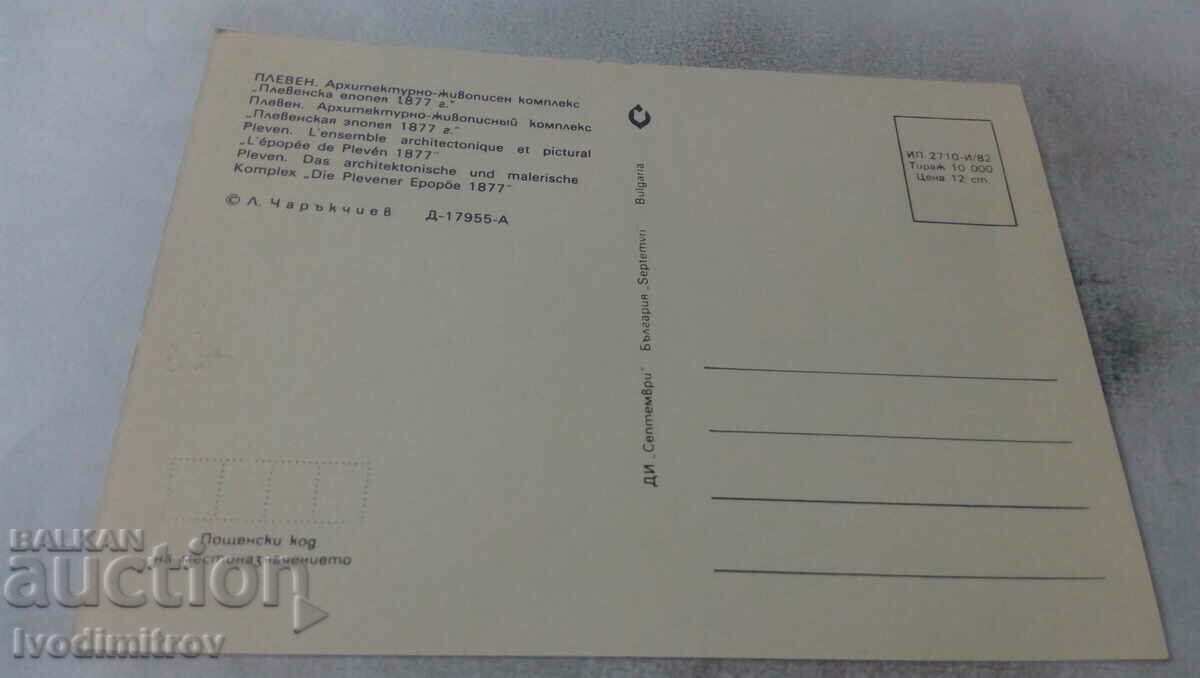 ПЛЕВЕН. Архитектурно-живописен комплекс
„Плевенска епопея 1877 г."
Плевен. Архитектурно-живописный комплекс
„Плевенская эпопея 1877 г."
Pleven. L'ensemble architectonique et pictural
„L'épopée de Plevén 1877"
Pleven. Das architektonische und malerische
Komplex „Die Plevener Epopöe 1877"
© Л. Чаръкчиев Д-17955-А
ДИ „Септември" България „Septemvri Bulgaria
ИП 2710-И/82
Тираж 10 000
Цена 12 ст.
Пощенски код
на местоназначението
BALKAN
auction
Ivodimitrov